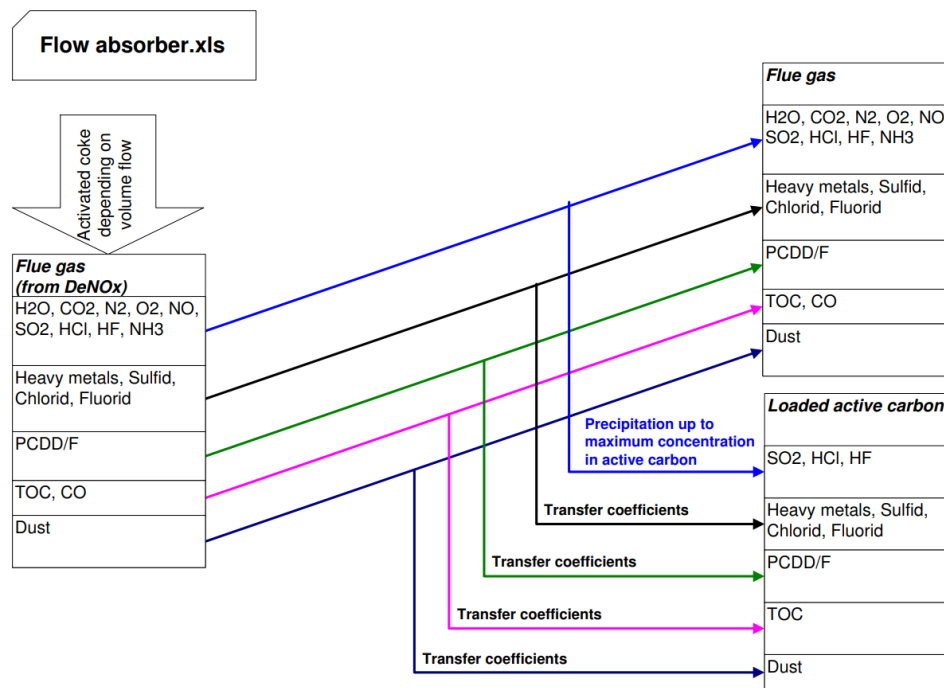 Flow absorber.xls
Activated coke
depending on
volume flow
Flue gas
(from DeNOx)
H2O, CO2, N2, O2, NO,
SO2, HCl, HF, NH3
Heavy metals, Sulfid,
Chlorid, Fluorid
PCDD/F
TOC, CO
Dust
Flue gas
H2O, CO2, N2, O2, NO
SO2, HCl, HF, NH3
Heavy metals, Sulfid,
Chlorid, Fluorid
PCDD/F
TOC, CO
Dust
Precipitation up to
maximum concentration
in active carbon
Transfer coefficients
Transfer coefficients
Transfer coefficients
Transfer coefficients
Loaded active carbon
SO2, HCl, HF
Heavy metals, Sulfid,
Chlorid, Fluorid
PCDD/F
TOC
Dust